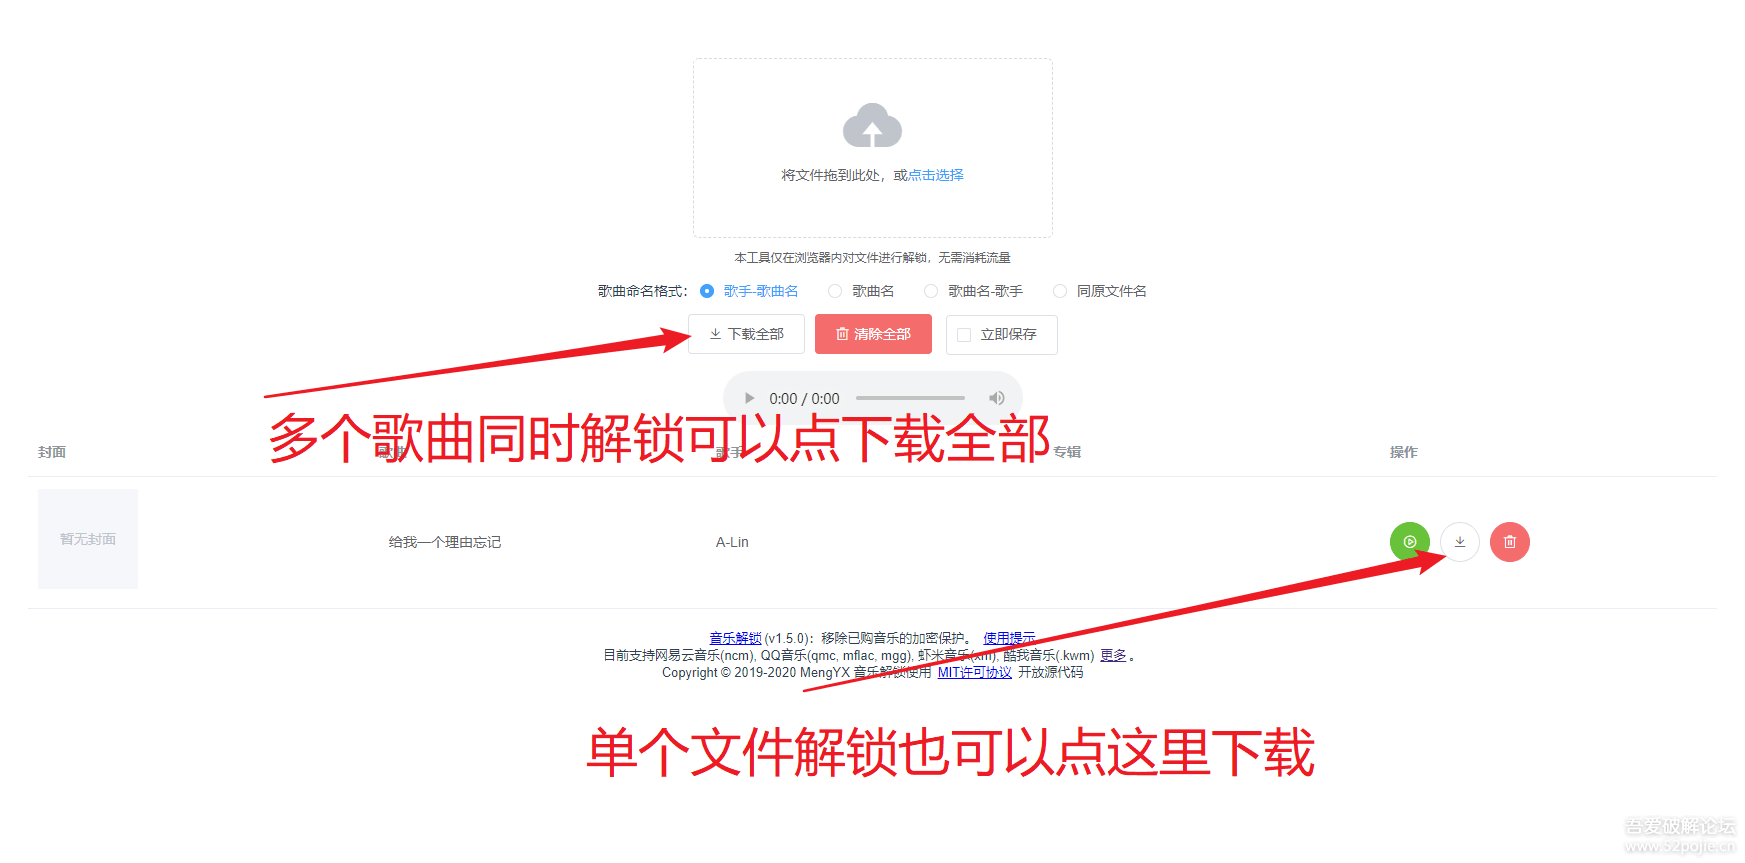 将文件拖到此处，或点击选择
本工具仅在浏览器内对文件进行解锁，无需消耗流量
歌曲命名格式： 歌手-歌曲名 歌曲名 歌曲名-歌手 同原文件名
下载全部 清除全部 立即保存
0:00 / 0:00
多个歌曲同时解锁可以点下载全部
封面 歌曲 歌手 专辑 操作
暂无封面 给我一个理由忘记 A-Lin
音乐解锁(v1.5.0)：移除已购音乐的加密保护。 使用提示
目前支持网易云音乐(ncm), QQ音乐(qmc, mflac, mgg), 虾米音乐(xm), 酷我音乐(.kwm) 更多。
Copyright © 2019-2020 MengYX 音乐解锁使用 MIT许可协议 开放源代码
单个文件解锁也可以点这里下载
吾爱破解论坛
www.52pojie.cn